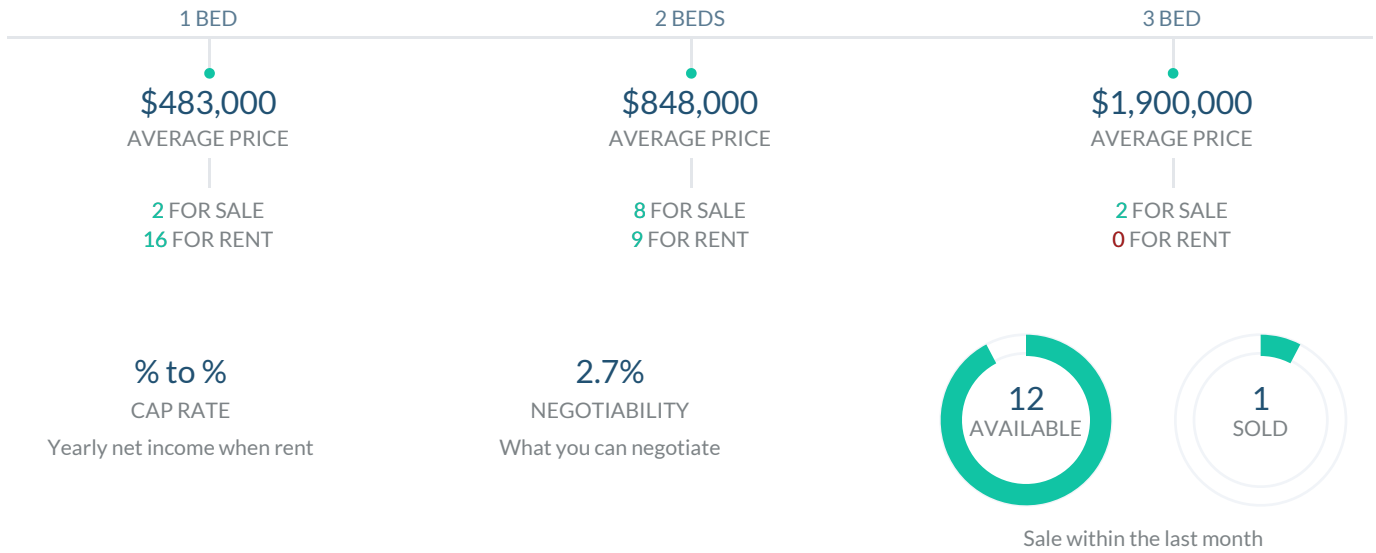 1 BED
2 BEDS
3 BED
$483,000
AVERAGE PRICE
2 FOR SALE
16 FOR RENT
$848,000
AVERAGE PRICE
8 FOR SALE
9 FOR RENT
$1,900,000
AVERAGE PRICE
2 FOR SALE
0 FOR RENT
% to %
CAP RATE
Yearly net income when rent
2.7%
NEGOTIABILITY
What you can negotiate
12
AVAILABLE
1
SOLD
Sale within the last month